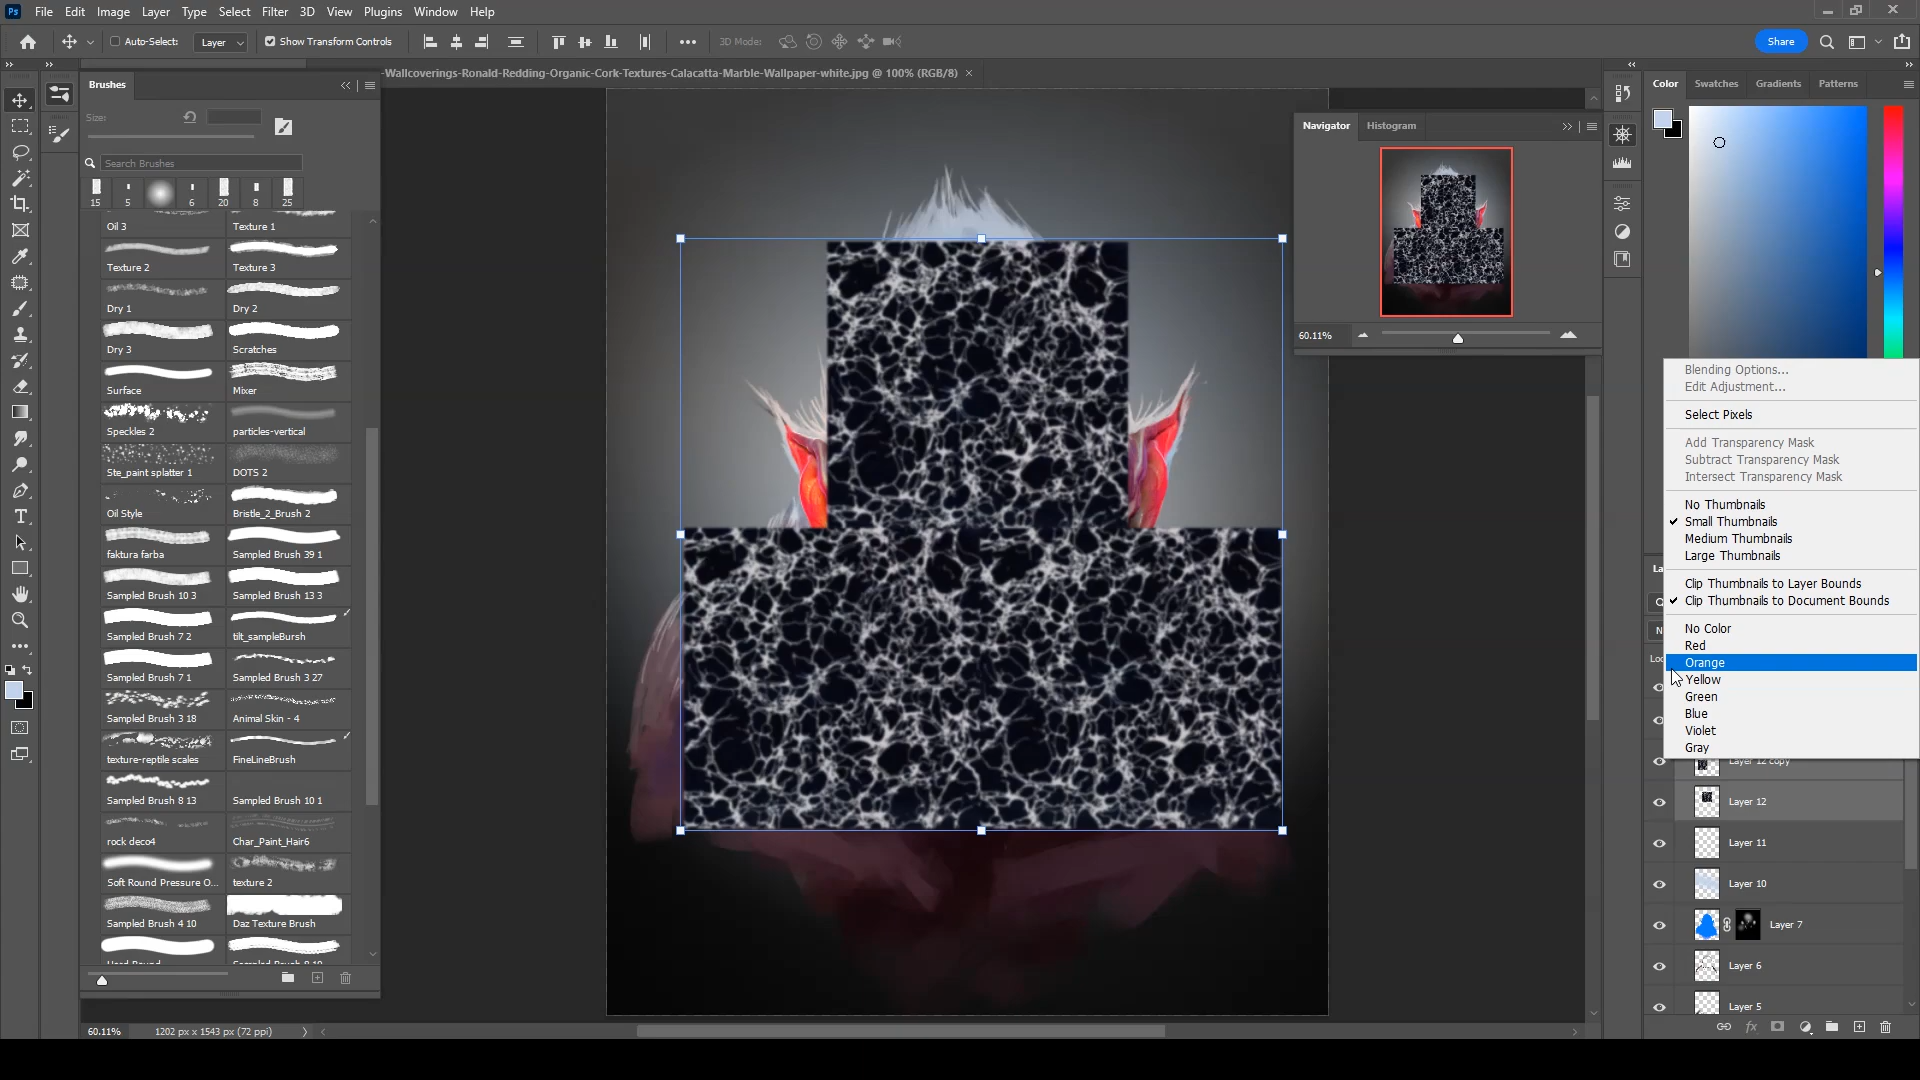 Ps File Edit Image Layer Type Select Filter 3D View Plugins Window Help
Auto-Select: Layer Show Transform Controls 3D Mode: Share
-Wallcoverings-Ronald-Redding-Organic-Cork-Textures-Calacatta-Marble-Wallpaper-white.jpg @ 100% (RGB/8)
Brushes
Size:
Search Brushes
15 5 6 20 8 25
Oil 3 Texture 1
Texture 2 Texture 3
Dry 1 Dry 2
Dry 3 Scratches
Surface Mixer
Speckles 2 particles-vertical
Ste_paint splatter 1 DOTS 2
Oil Style Bristle_2_Brush 2
faktura farba Sampled Brush 39 1
Sampled Brush 10 3 Sampled Brush 13 3
Sampled Brush 7 2 tilt_sampleBursh
Sampled Brush 7 1 Sampled Brush 3 27
Sampled Brush 3 18 Animal Skin - 4
texture-reptile scales FineLineBrush
Sampled Brush 8 13 Sampled Brush 10 1
rock deco4 Char_Paint_Hair6
Soft Round Pressure O... texture 2
Sampled Brush 4 10 Daz Texture Brush
60.11% 1202 px x 1543 px (72 ppi)
Navigator Histogram
60.11%
Color Swatches Gradients Patterns
Blending Options...
Edit Adjustment...
Select Pixels
Add Transparency Mask
Subtract Transparency Mask
Intersect Transparency Mask
No Thumbnails
Small Thumbnails
Medium Thumbnails
Large Thumbnails
Clip Thumbnails to Layer Bounds
Clip Thumbnails to Document Bounds
No Color
Red
Orange
Yellow
Green
Blue
Violet
Gray
Layer 12 copy
Layer 12
Layer 11
Layer 10
Layer 7
Layer 6
Layer 5